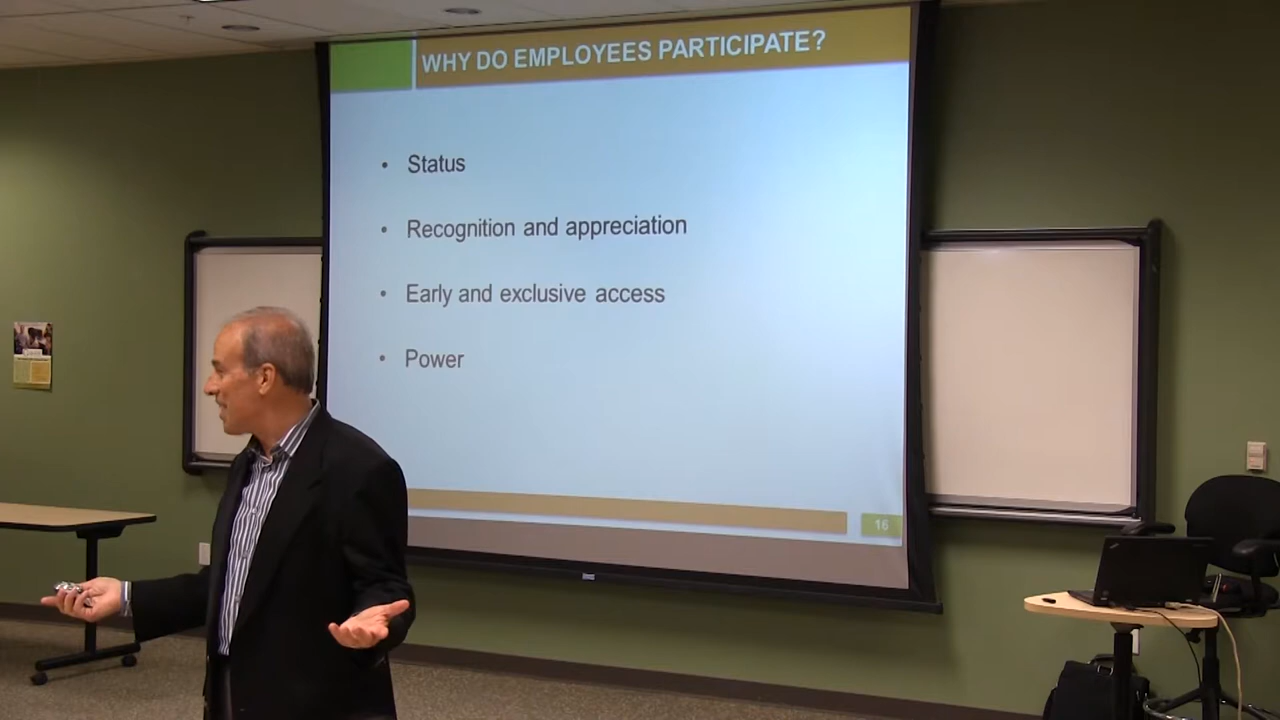 WHY DO EMPLOYEES PARTICIPATE?
• Status
• Recognition and appreciation
• Early and exclusive access
• Power
16